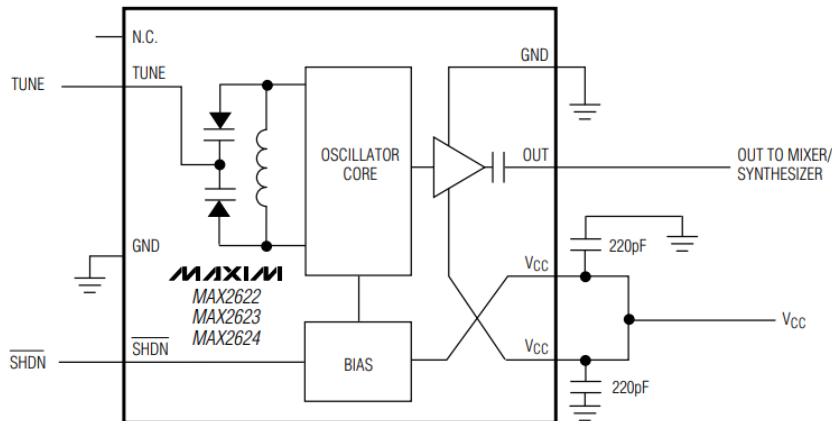 N.C.
TUNE
TUNE
GND
OSCILLATOR
CORE
OUT
OUT TO MIXER/
SYNTHESIZER
GND
220pF
MAXIM
MAX2622
MAX2623
MAX2624
VCC
VCC
SHDN
SHDN
BIAS
VCC
220pF